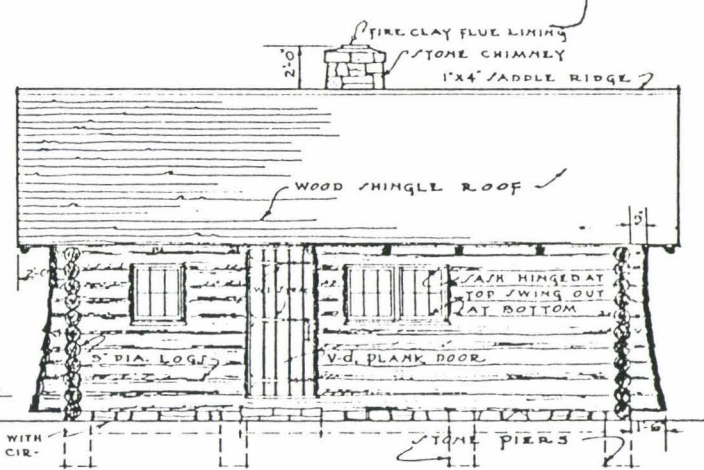 FIRE CLAY FLUE LINING
STONE CHIMNEY
2'-0"
1"X4" SADDLE RIDGE
WOOD SHINGLE ROOF
SASH HINGED AT
TOP SWING OUT
AT BOTTOM
DIA. LOGS
PLANK DOOR
WITH
CIR-
STONE PIERS
1'-6"